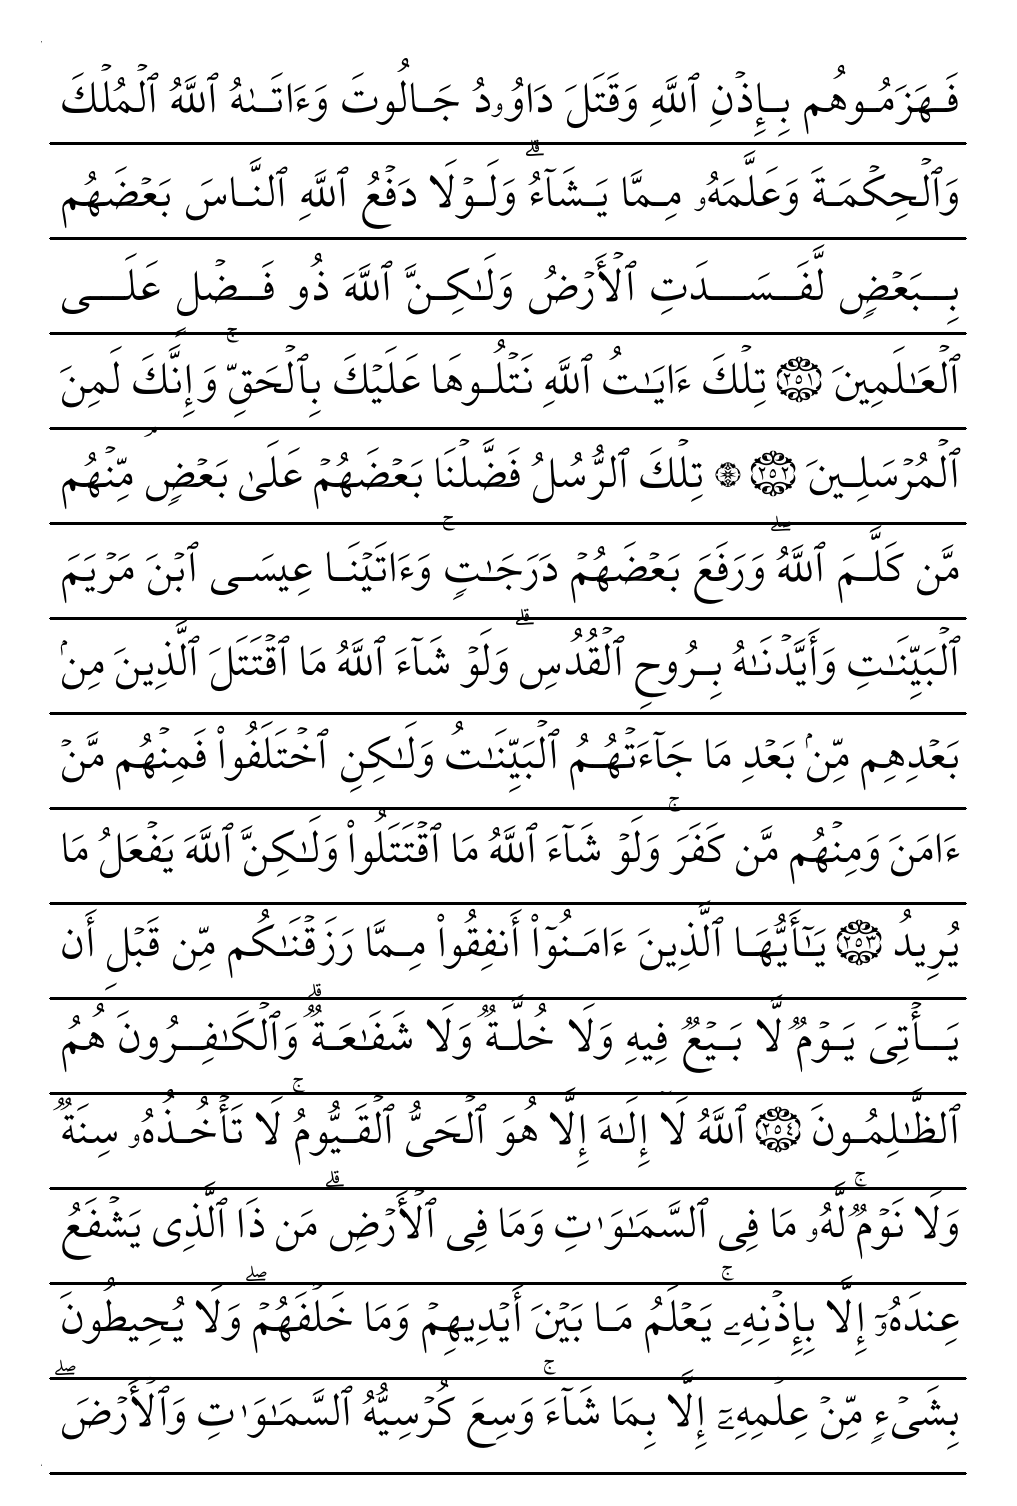 فَهَزَمُوهُم بِإِذۡنِ ٱللَّهِ وَقَتَلَ دَاوُۥدُ جَالُوتَ وَءَاتَىٰهُ ٱللَّهُ ٱلۡمُلۡكَ
وَٱلۡحِكۡمَةَ وَعَلَّمَهُۥ مِمَّا يَشَآءُۗ وَلَوۡلَا دَفۡعُ ٱللَّهِ ٱلنَّاسَ بَعۡضَهُم
بِبَعۡضٖ لَّفَسَدَتِ ٱلۡأَرۡضُ وَلَٰكِنَّ ٱللَّهَ ذُو فَضۡلٍ عَلَى
ٱلۡعَٰلَمِينَ ٢٥١ تِلۡكَ ءَايَٰتُ ٱللَّهِ نَتۡلُوهَا عَلَيۡكَ بِٱلۡحَقِّۚ وَإِنَّكَ لَمِنَ
ٱلۡمُرۡسَلِينَ ٢٥٢ ۞ تِلۡكَ ٱلرُّسُلُ فَضَّلۡنَا بَعۡضَهُمۡ عَلَىٰ بَعۡضٖۘ مِّنۡهُم
مَّن كَلَّمَ ٱللَّهُۖ وَرَفَعَ بَعۡضَهُمۡ دَرَجَٰتٖۚ وَءَاتَيۡنَا عِيسَى ٱبۡنَ مَرۡيَمَ
ٱلۡبَيِّنَٰتِ وَأَيَّدۡنَٰهُ بِرُوحِ ٱلۡقُدُسِۗ وَلَوۡ شَآءَ ٱللَّهُ مَا ٱقۡتَتَلَ ٱلَّذِينَ مِنۢ
بَعۡدِهِم مِّنۢ بَعۡدِ مَا جَآءَتۡهُمُ ٱلۡبَيِّنَٰتُ وَلَٰكِنِ ٱخۡتَلَفُواْ فَمِنۡهُم مَّنۡ
ءَامَنَ وَمِنۡهُم مَّن كَفَرَۚ وَلَوۡ شَآءَ ٱللَّهُ مَا ٱقۡتَتَلُواْ وَلَٰكِنَّ ٱللَّهَ يَفۡعَلُ مَا
يُرِيدُ ٢٥٣ يَٰٓأَيُّهَا ٱلَّذِينَ ءَامَنُوٓاْ أَنفِقُواْ مِمَّا رَزَقۡنَٰكُم مِّن قَبۡلِ أَن
يَأۡتِيَ يَوۡمٞ لَّا بَيۡعٞ فِيهِ وَلَا خُلَّةٞ وَلَا شَفَٰعَةٞۗ وَٱلۡكَٰفِرُونَ هُمُ
ٱلظَّٰلِمُونَ ٢٥٤ ٱللَّهُ لَآ إِلَٰهَ إِلَّا هُوَ ٱلۡحَيُّ ٱلۡقَيُّومُۚ لَا تَأۡخُذُهُۥ سِنَةٞ
وَلَا نَوۡمٞۚ لَّهُۥ مَا فِي ٱلسَّمَٰوَٰتِ وَمَا فِي ٱلۡأَرۡضِۗ مَن ذَا ٱلَّذِي يَشۡفَعُ
عِندَهُۥٓ إِلَّا بِإِذۡنِهِۦۚ يَعۡلَمُ مَا بَيۡنَ أَيۡدِيهِمۡ وَمَا خَلۡفَهُمۡۖ وَلَا يُحِيطُونَ
بِشَيۡءٖ مِّنۡ عِلۡمِهِۦٓ إِلَّا بِمَا شَآءَۚ وَسِعَ كُرۡسِيُّهُ ٱلسَّمَٰوَٰتِ وَٱلۡأَرۡضَۖ